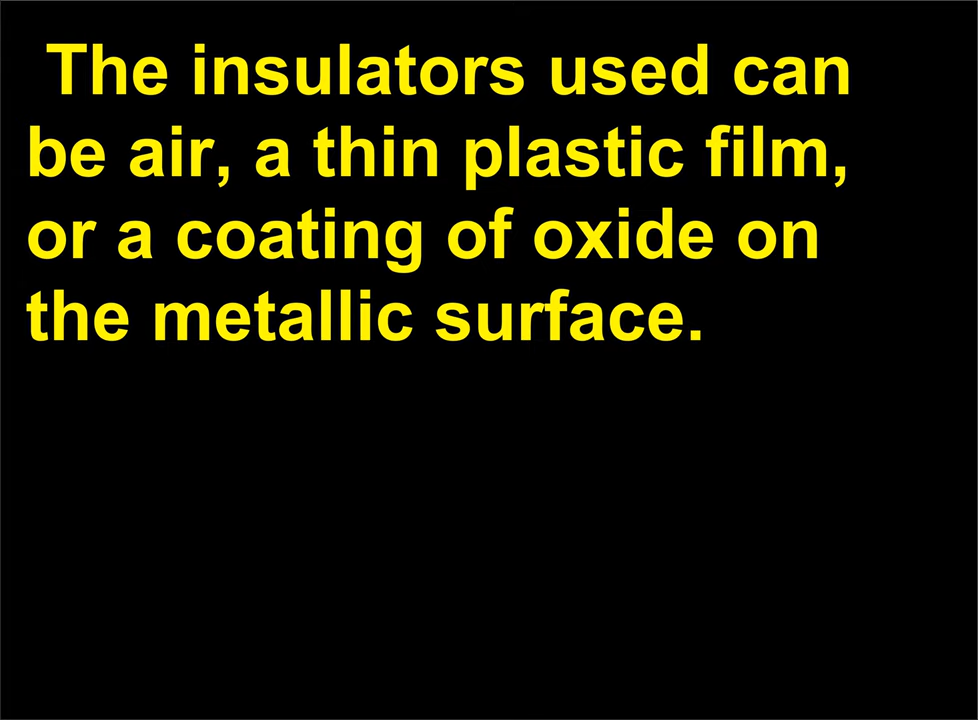 The insulators used can
be air, a thin plastic film,
or a coating of oxide on
the metallic surface.